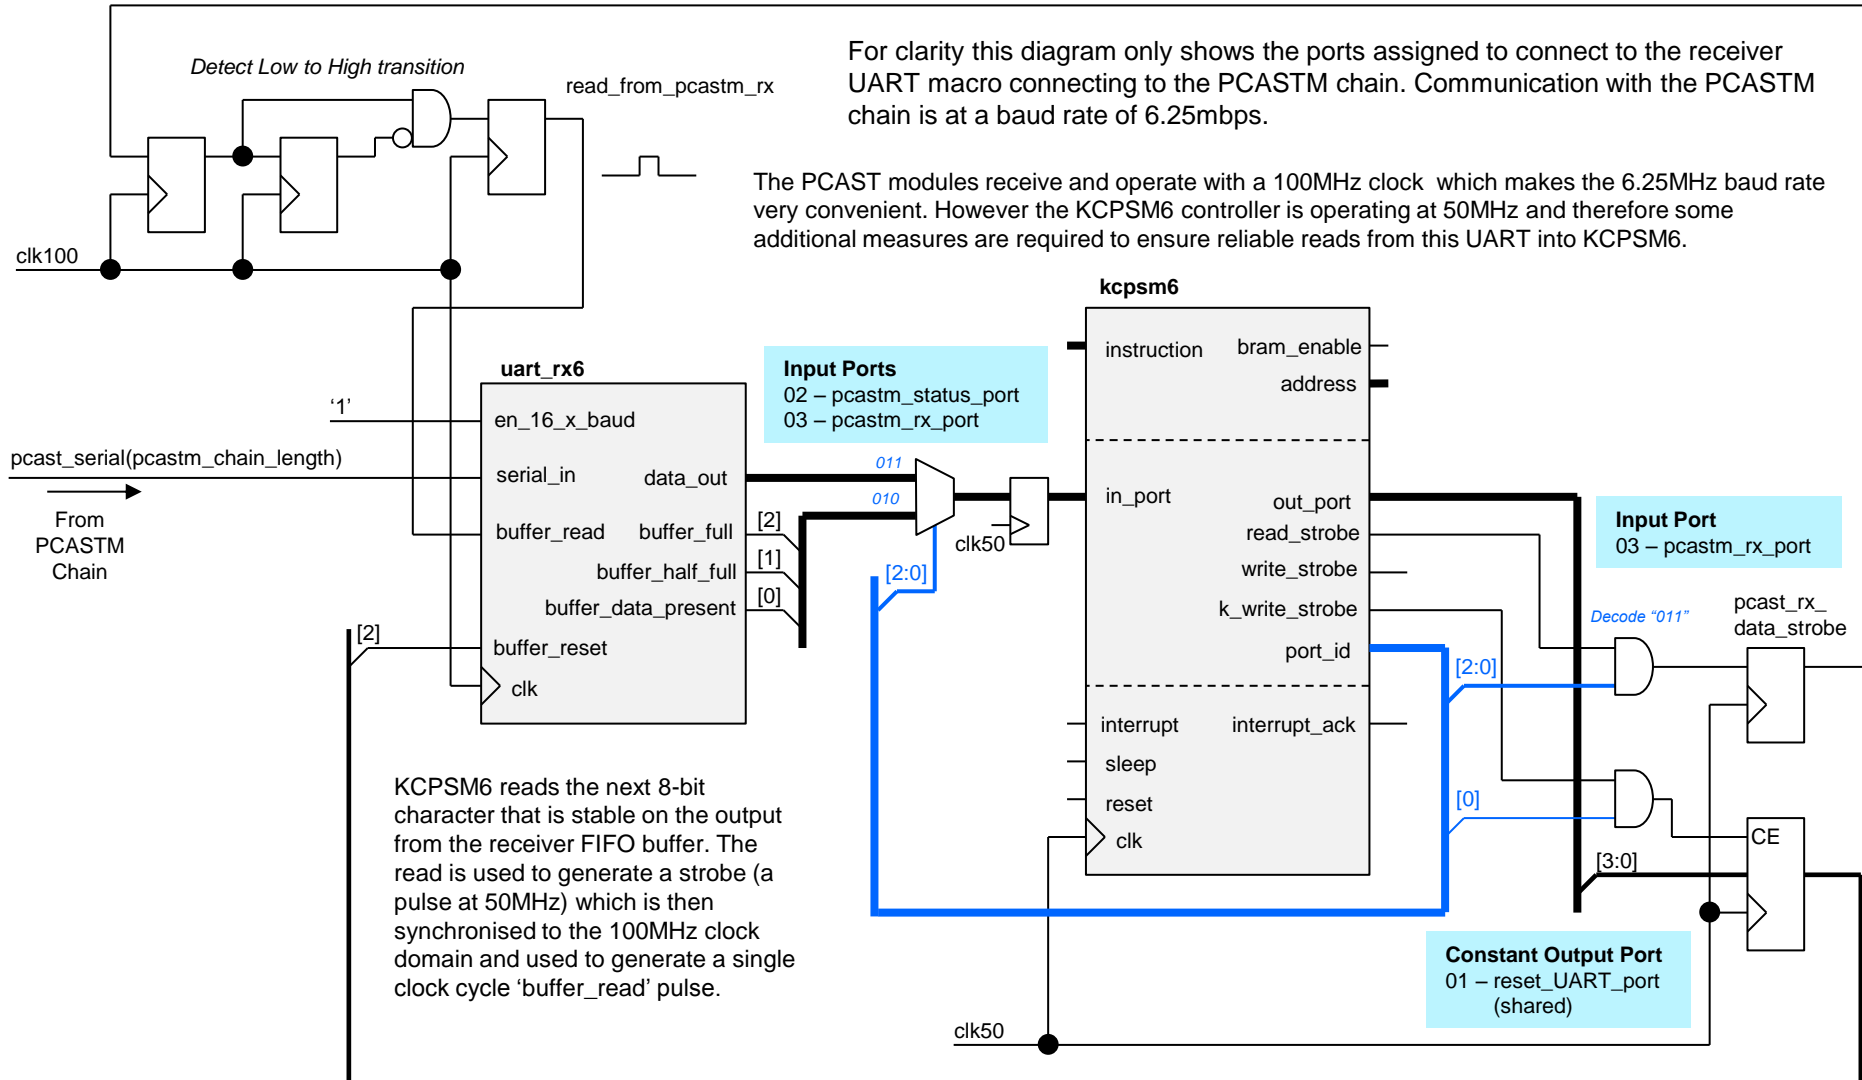 For clarity this diagram only shows the ports assigned to connect to the receiver
UART macro connecting to the PCASTM chain. Communication with the PCASTM
chain is at a baud rate of 6.25mbps.
Detect Low to High transition
read_from_pcastm_rx
The PCAST modules receive and operate with a 100MHz clock  which makes the 6.25MHz baud rate
very convenient. However the KCPSM6 controller is operating at 50MHz and therefore some
additional measures are required to ensure reliable reads from this UART into KCPSM6.
clk100
uart_rx6
'1'
en_16_x_baud
pcast_serial(pcastm_chain_length)
serial_in
data_out
From
PCASTM
Chain
buffer_read
buffer_full
[2]
buffer_half_full
[1]
buffer_data_present
[0]
[2]
buffer_reset
clk
Input Ports
02 – pcastm_status_port
03 – pcastm_rx_port
011
010
[2:0]
clk50
kcpsm6
instruction
bram_enable
address
in_port
out_port
read_strobe
write_strobe
k_write_strobe
port_id
interrupt
interrupt_ack
sleep
reset
clk
Input Port
03 – pcastm_rx_port
Decode “011”
pcast_rx_
data_strobe
[2:0]
[0]
CE
[3:0]
KCPSM6 reads the next 8-bit
character that is stable on the output
from the receiver FIFO buffer. The
read is used to generate a strobe (a
pulse at 50MHz) which is then
synchronised to the 100MHz clock
domain and used to generate a single
clock cycle 'buffer_read' pulse.
Constant Output Port
01 – reset_UART_port
(shared)
clk50